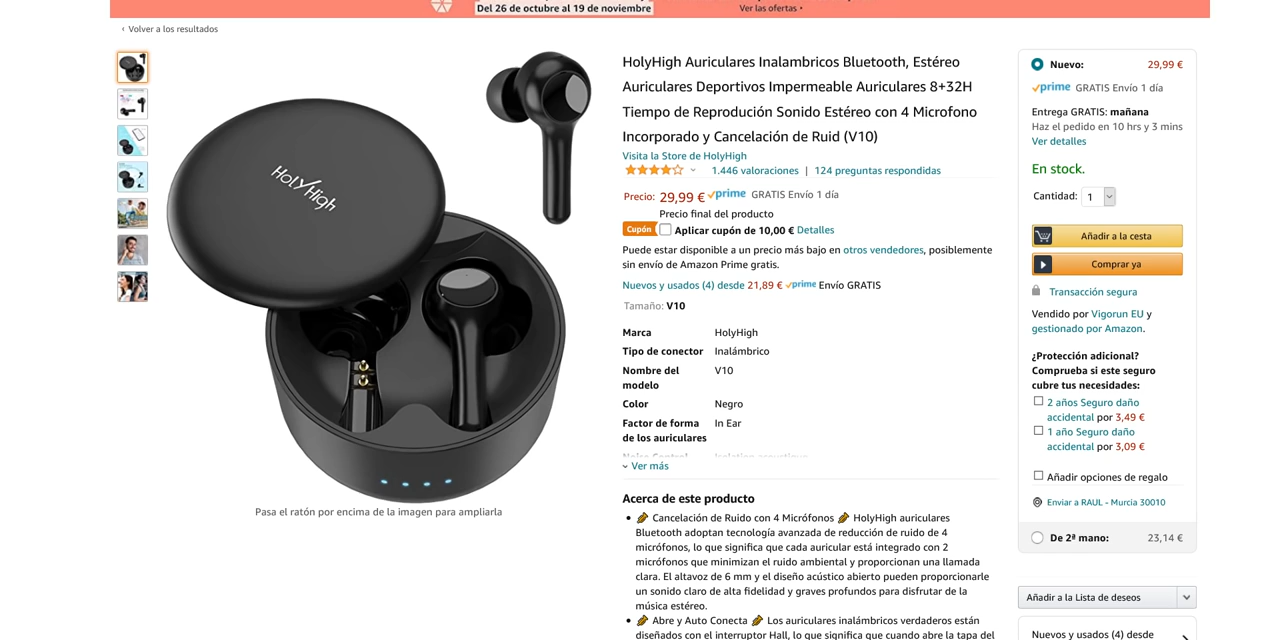 Del 26 de octubre al 19 de noviembre
Ver las ofertas
‹ Volver a los resultados
HOLYHIGH
Pasa el ratón por encima de la imagen para ampliarla
HolyHigh Auriculares Inalambricos Bluetooth, Estéreo
Auriculares Deportivos Impermeable Auriculares 8+32H
Tiempo de Reproducción Sonido Estéreo con 4 Microfono
Incorporado y Cancelación de Ruid (V10)
Visita la Store de HolyHigh
1.446 valoraciones | 124 preguntas respondidas
Precio: 29,99 € prime GRATIS Envío 1 día
Precio final del producto
Cupón Aplicar cupón de 10,00 € Detalles
Puede estar disponible a un precio más bajo en otros vendedores, posiblemente
sin envío de Amazon Prime gratis.
Nuevos y usados (4) desde 21,89 € prime Envío GRATIS
Tamaño: V10
Marca HolyHigh
Tipo de conector Inalámbrico
Nombre del modelo V10
Color Negro
Factor de forma de los auriculares In Ear
Noise Control Isolation acoustique
Ver más
Acerca de este producto
• Cancelación de Ruido con 4 Micrófonos HolyHigh auriculares
Bluetooth adoptan tecnología avanzada de reducción de ruido de 4
micrófonos, lo que significa que cada auricular está integrado con 2
micrófonos que minimizan el ruido ambiental y proporcionan una llamada
clara. El altavoz de 6 mm y el diseño acústico abierto pueden proporcionarle
un sonido claro de alta fidelidad y graves profundos para disfrutar de la
música estéreo.
• Abre y Auto Conecta Los auriculares inalámbricos verdaderos están
diseñados con el interruptor Hall, lo que significa que cuando abre la tapa del
Nuevo: 29,99 €
prime GRATIS Envío 1 día
Entrega GRATIS: mañana
Haz el pedido en 10 hrs y 3 mins
Ver detalles
En stock.
Cantidad: 1
Añadir a la cesta
Comprar ya
Transacción segura
Vendido por Vigorun EU y
gestionado por Amazon.
¿Protección adicional?
Comprueba si este seguro
cubre tus necesidades:
2 años Seguro daño
accidental por 3,49 €
1 año Seguro daño
accidental por 3,09 €
Añadir opciones de regalo
Enviar a RAUL - Murcia 30010
De 2ª mano: 23,14 €
Añadir a la Lista de deseos
Nuevos y usados (4) desde